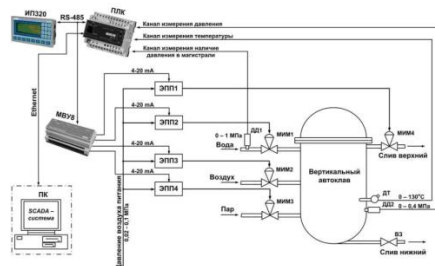 ИП320
ПЛК
RS-485
Канал измерения давления
Канал измерения температуры
Канал измерения наличие
давления в магистрали
Ethernet
МВУ8
4-20 mA
ЭПП1
4-20 mA
ЭПП2
4-20 mA
ЭПП3
4-20 mA
ЭПП4
0 – 1 МПа
ДД1
МИМ1
МИМ4
Вода
Слив верхний
Воздух
МИМ2
Вертикальный
автоклав
Пар
МИМ3
ДТ
0 – 130°С
ДД2
0 – 0,4 МПа
ВЗ
Слив нижний
ПК
SCADA –
система
Давление воздуха питания
0,02 - 0,1 МПа